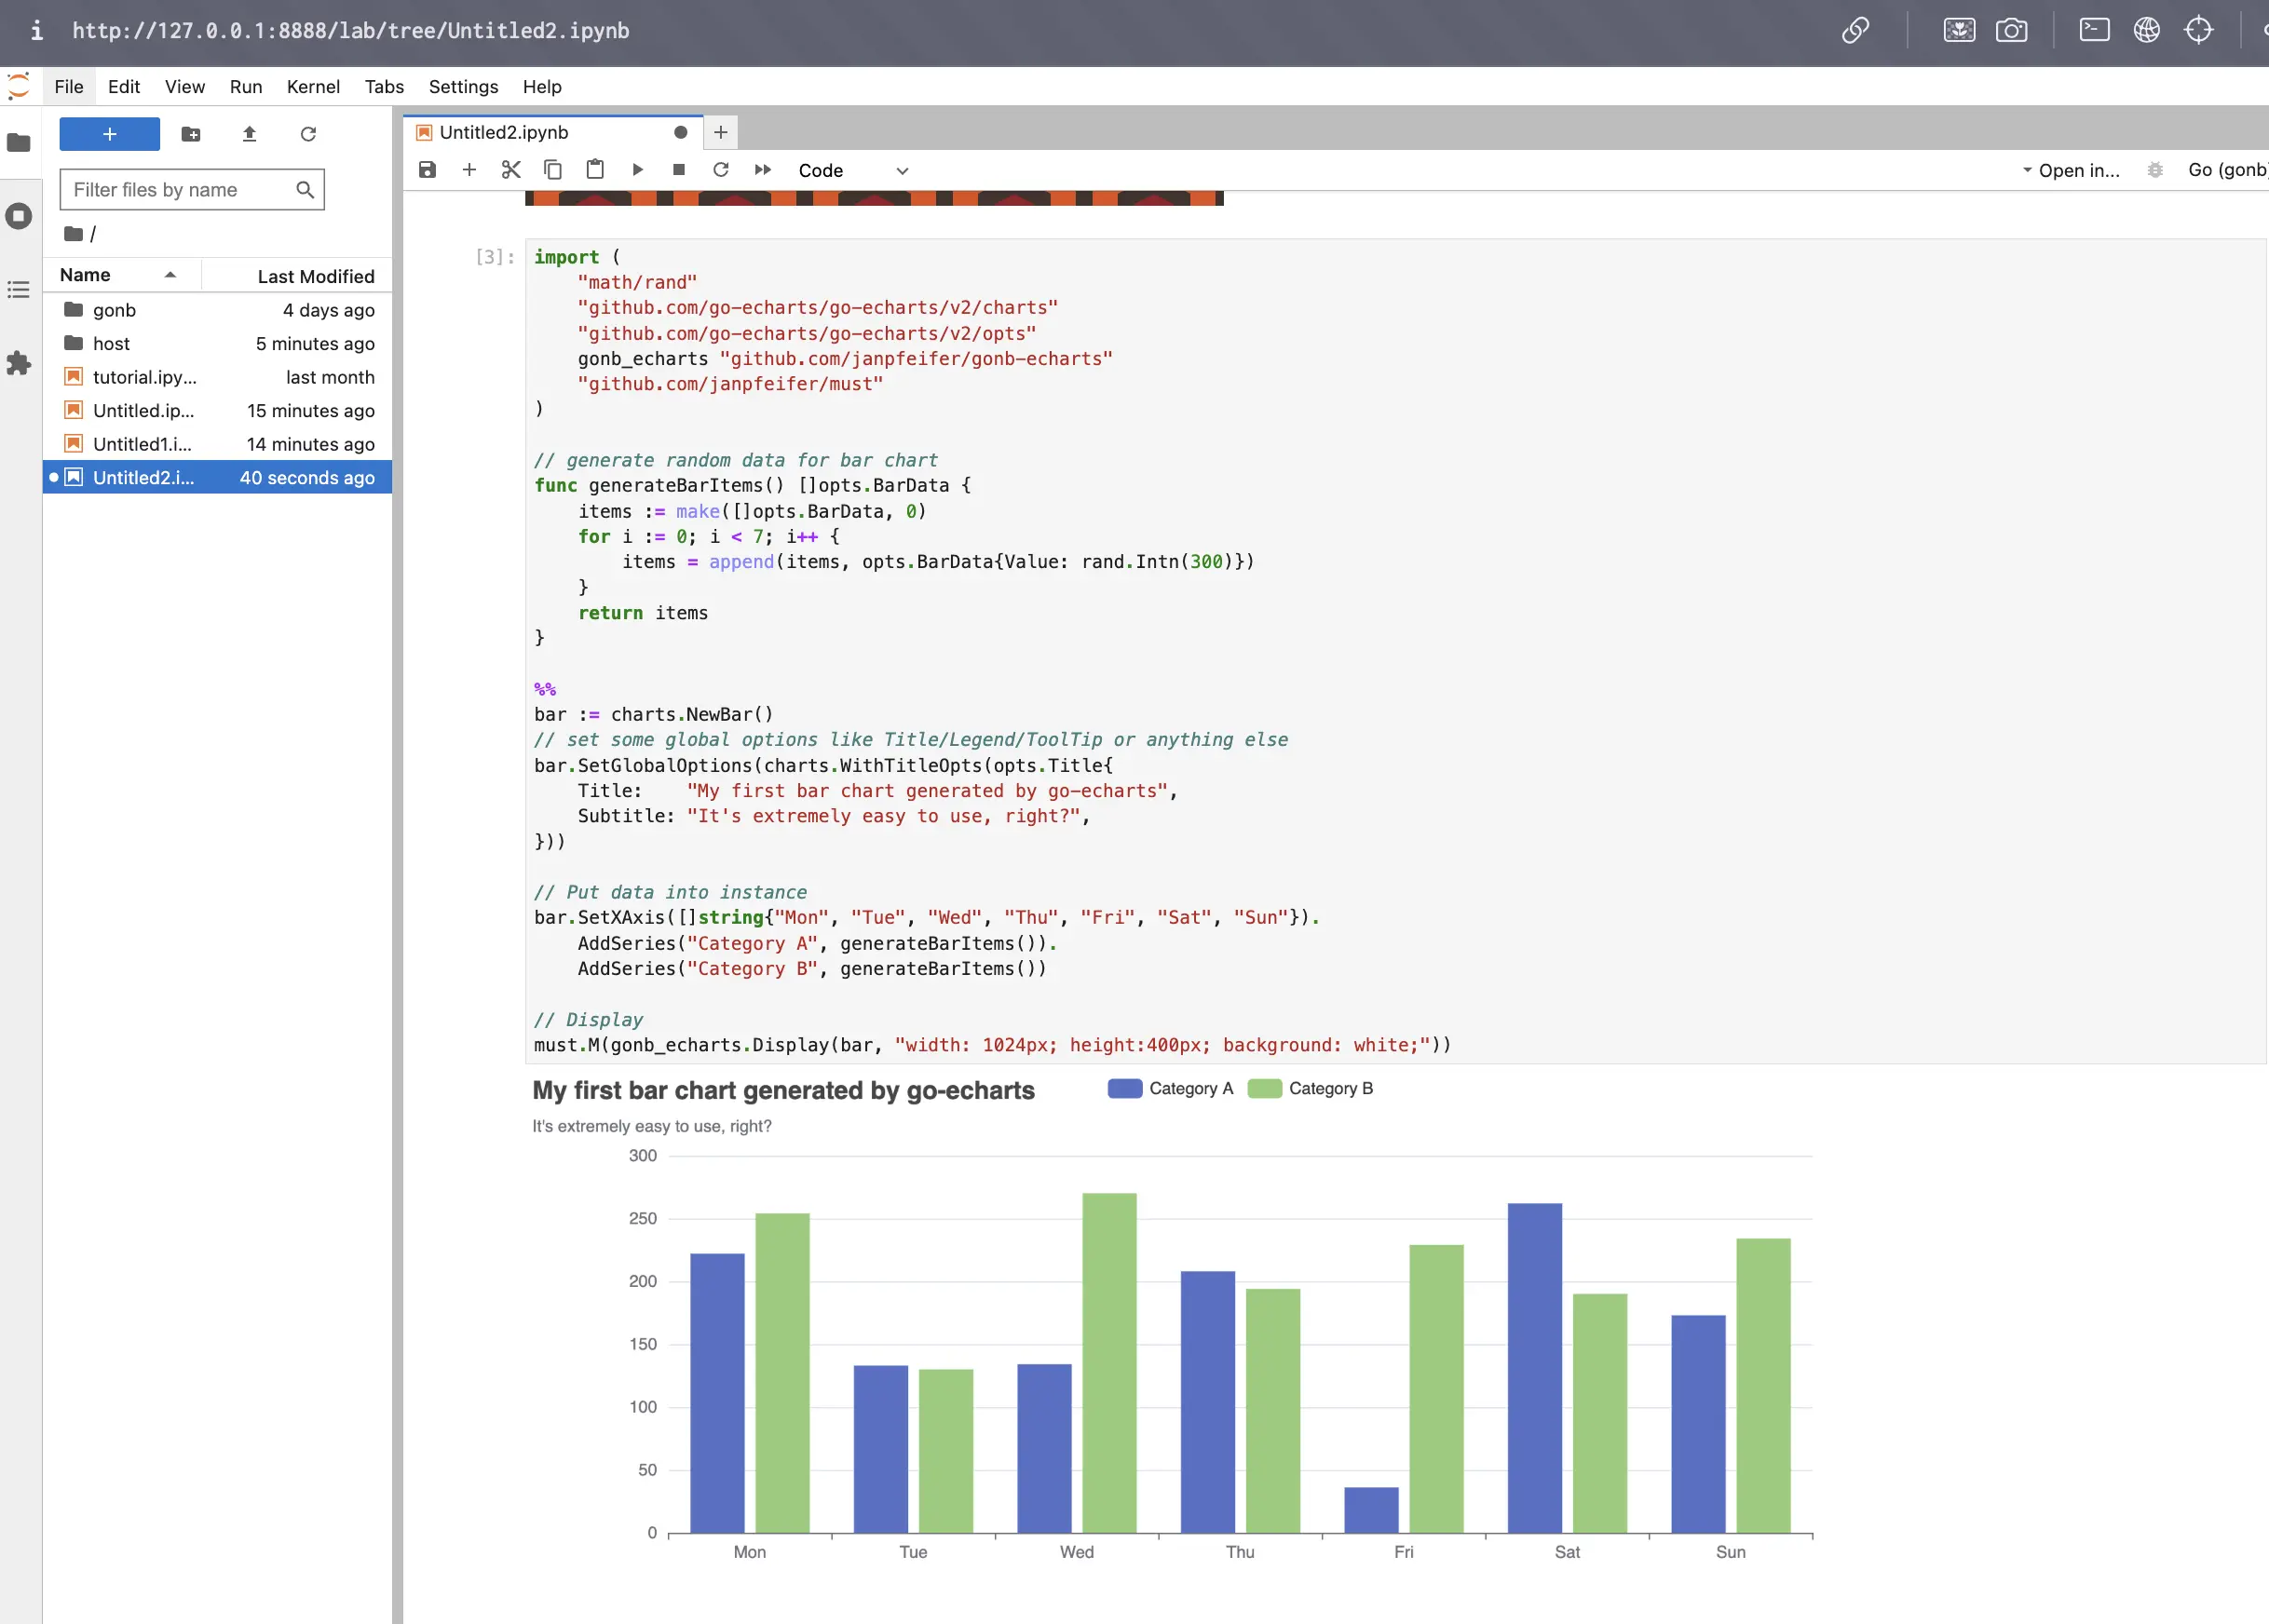 i http://127.0.0.1:8888/lab/tree/Untitled2.ipynb
File Edit View Run Kernel Tabs Settings Help
Untitled2.ipynb
Code
Open in...
Go (gonb)
Filter files by name
/
Name Last Modified
gonb 4 days ago
host 5 minutes ago
tutorial.ipy... last month
Untitled.ip... 15 minutes ago
Untitled1.i... 14 minutes ago
Untitled2.i... 40 seconds ago
[3]: import (
"math/rand"
"github.com/go-echarts/go-echarts/v2/charts"
"github.com/go-echarts/go-echarts/v2/opts"
gonb_echarts "github.com/janpfeifer/gonb-echarts"
"github.com/janpfeifer/must"
)
// generate random data for bar chart
func generateBarItems() []opts.BarData {
items := make([]opts.BarData, 0)
for i := 0; i < 7; i++ {
items = append(items, opts.BarData{Value: rand.Intn(300)})
}
return items
}
%%
bar := charts.NewBar()
// set some global options like Title/Legend/ToolTip or anything else
bar.SetGlobalOptions(charts.WithTitleOpts(opts.Title{
Title:    "My first bar chart generated by go-echarts",
Subtitle: "It's extremely easy to use, right?",
}))
// Put data into instance
bar.SetXAxis([]string{"Mon", "Tue", "Wed", "Thu", "Fri", "Sat", "Sun"}).
AddSeries("Category A", generateBarItems()).
AddSeries("Category B", generateBarItems())
// Display
must.M(gonb_echarts.Display(bar, "width: 1024px; height:400px; background: white;"))
My first bar chart generated by go-echarts
Category A Category B
It's extremely easy to use, right?
300
250
200
150
100
50
0
Mon Tue Wed Thu Fri Sat Sun